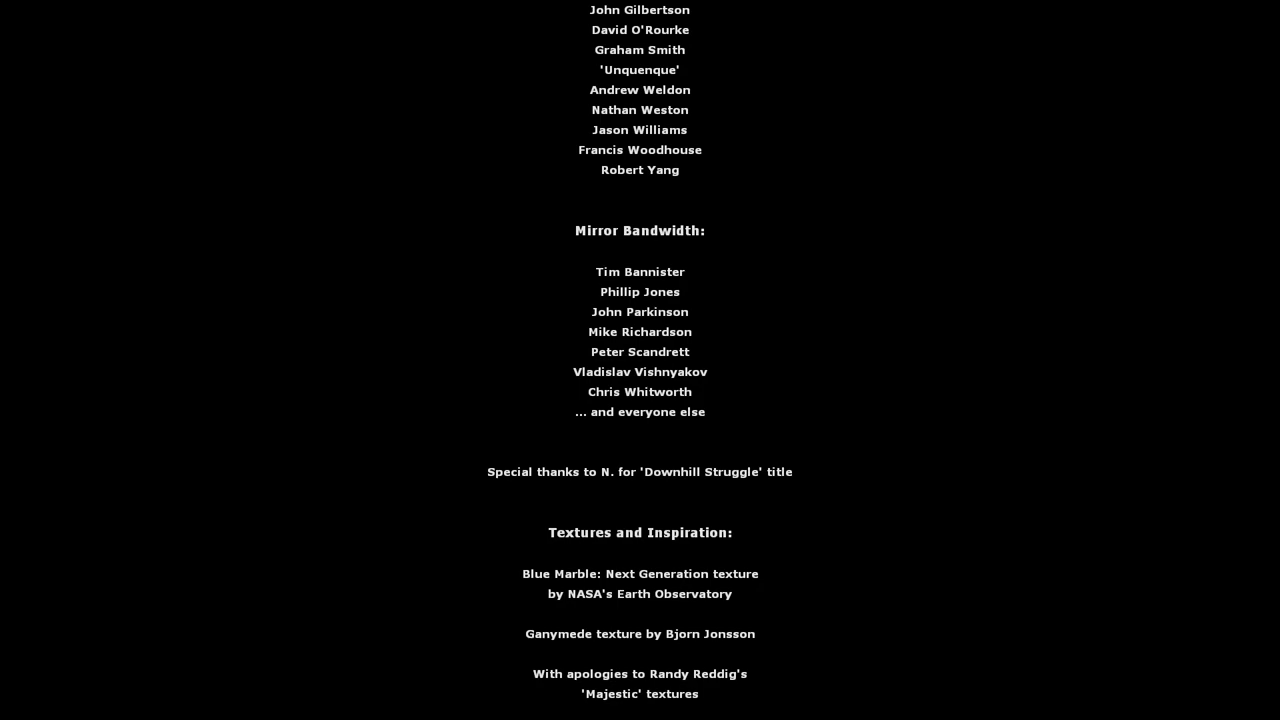 John Gilbertson
David O'Rourke
Graham Smith
'Unquenque'
Andrew Weldon
Nathan Weston
Jason Williams
Francis Woodhouse
Robert Yang
Mirror Bandwidth:
Tim Bannister
Phillip Jones
John Parkinson
Mike Richardson
Peter Scandrett
Vladislav Vishnyakov
Chris Whitworth
... and everyone else
Special thanks to N. for 'Downhill Struggle' title
Textures and Inspiration:
Blue Marble: Next Generation texture
by NASA's Earth Observatory
Ganymede texture by Bjorn Jonsson
With apologies to Randy Reddig's
'Majestic' textures